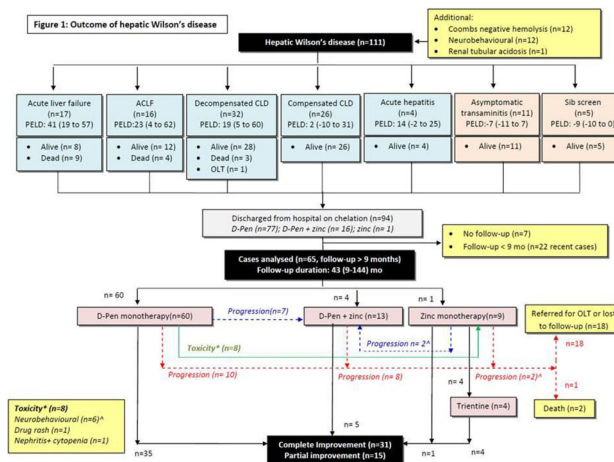 Figure 1: Outcome of hepatic Wilson's disease
Additional:
• Coombs negative hemolysis (n=12)
• Neurobehavioural (n=12)
• Renal tubular acidosis (n=1)
Hepatic Wilson's disease (n=111)
Acute liver failure
(n=17)
PELD: 41 (19 to 57)
ACLF
(n=16)
PELD:23 (4 to 62)
Decompensated CLD
(n=32)
PELD: 19 (5 to 60)
Compensated CLD
(n=26)
PELD: 2 (-10 to 31)
Acute hepatitis
(n=4)
PELD: 14 (-2 to 25)
Asymptomatic
transaminitis (n=11)
PELD:-7 (-11 to 7)
Sib screen
(n=5)
PELD: -9 (-10 to 0)
• Alive (n= 8)
• Dead (n= 9)
• Alive (n=12)
• Dead (n=4)
• Alive (n=28)
• Dead (n=3)
• OLT (n= 1)
• Alive (n=26)
• Alive (n=4)
• Alive (n=11)
• Alive (n=5)
Discharged from hospital on chelation (n=94)
D-Pen (n=77); D-Pen + zinc (n= 16); zinc (n= 1)
• No follow-up (n=7)
• Follow-up < 9 mo (n=22 recent cases)
Cases analysed (n=65, follow-up > 9 months)
Follow-up duration: 43 (9-144) mo
n= 60
n= 4
n= 1
D-Pen monotherapy(n=60)
Progression(n=7)
D-Pen + zinc (n=13)
Zinc monotherapy(n=9)
Referred for OLT or lost
to follow-up (n=18)
Toxicity* (n=8)
Progression n= 2^
n=18
Progression (n= 10)
Progression (n= 8)
Progression (n=2)^
n= 4
n=1
Trientine (n=4)
Death (n=2)
Toxicity* (n=8)
Neurobehavioural (n=6)^
Drug rash (n=1)
Nephritis+ cytopenia (n=1)
n=35
n= 5
n=1
n=4
Complete Improvement (n=31)
Partial improvement (n=15)